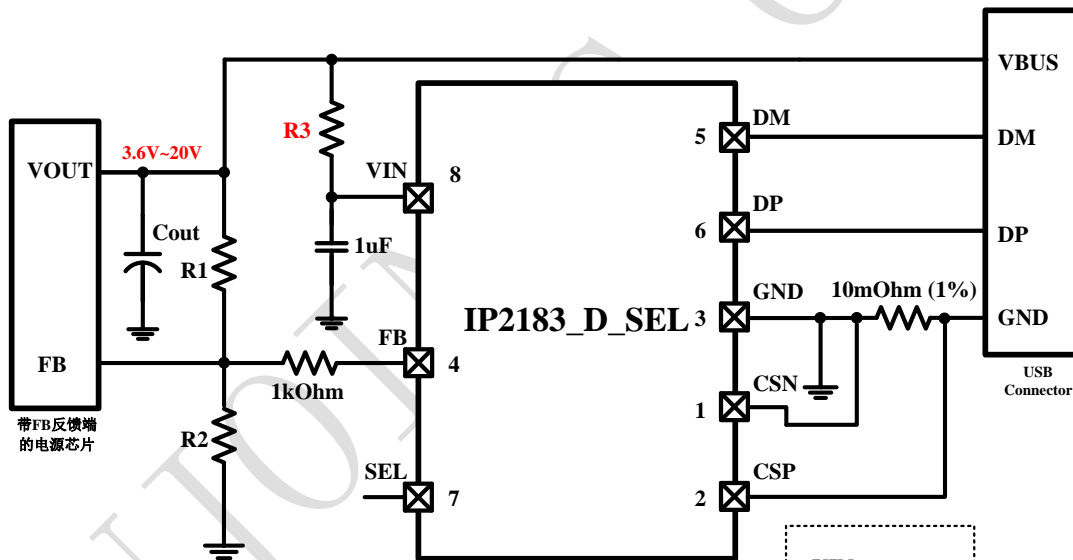 VBUS
DM
DM
5
R3
3.6V~20V
VOUT
VIN
8
DP
DP
6
Cout
1uF
R1
GND
10mOhm (1%)
GND
IP2183_D_SEL
3
FB
FB
4
1kOhm
USB
Connector
CSN
1
带FB反馈端
的电源芯片
R2
SEL
7
CSP
2